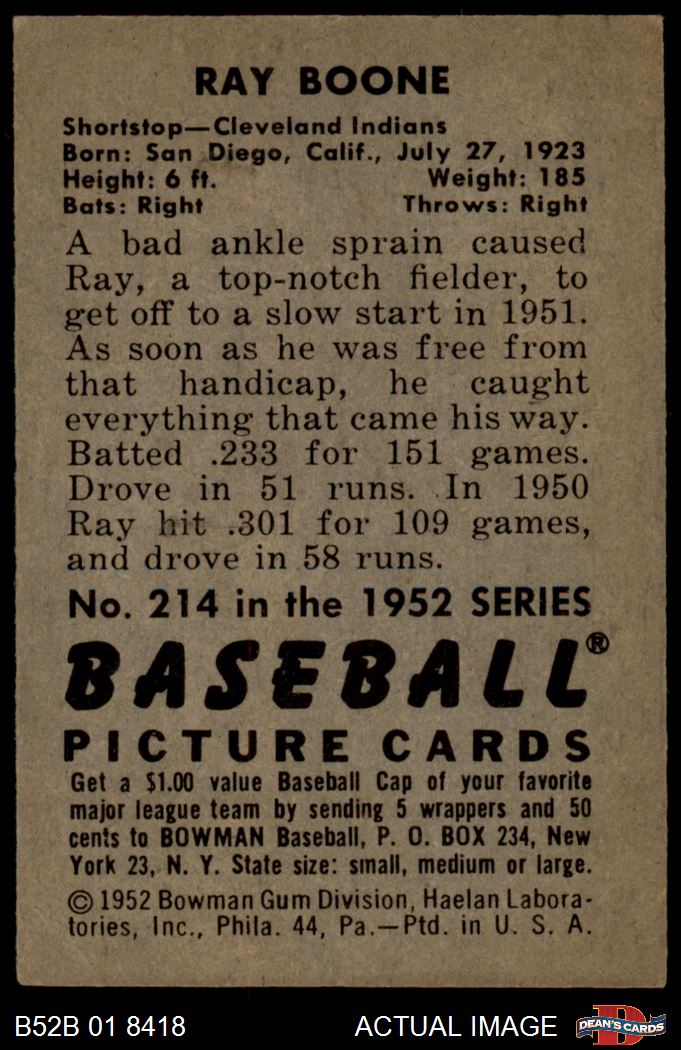 RAY BOONE
Shortstop—Cleveland Indians
Born: San Diego, Calif., July 27, 1923
Height: 6 ft. Weight: 185
Bats: Right Throws: Right
A bad ankle sprain caused
Ray, a top-notch fielder, to
get off to a slow start in 1951.
As soon as he was free from
that handicap, he caught
everything that came his way.
Batted .233 for 151 games.
Drove in 51 runs. In 1950
Ray hit .301 for 109 games,
and drove in 58 runs.
No. 214 in the 1952 SERIES
BASEBALL®
PICTURE CARDS
Get a $1.00 value Baseball Cap of your favorite
major league team by sending 5 wrappers and 50
cents to BOWMAN Baseball, P. O. BOX 234, New
York 23, N. Y. State size: small, medium or large.
© 1952 Bowman Gum Division, Haelan Labora-
tories, Inc., Phila. 44, Pa.—Ptd. in U. S. A.
B52B 01 8418 ACTUAL IMAGE D DEAN'S CARDS